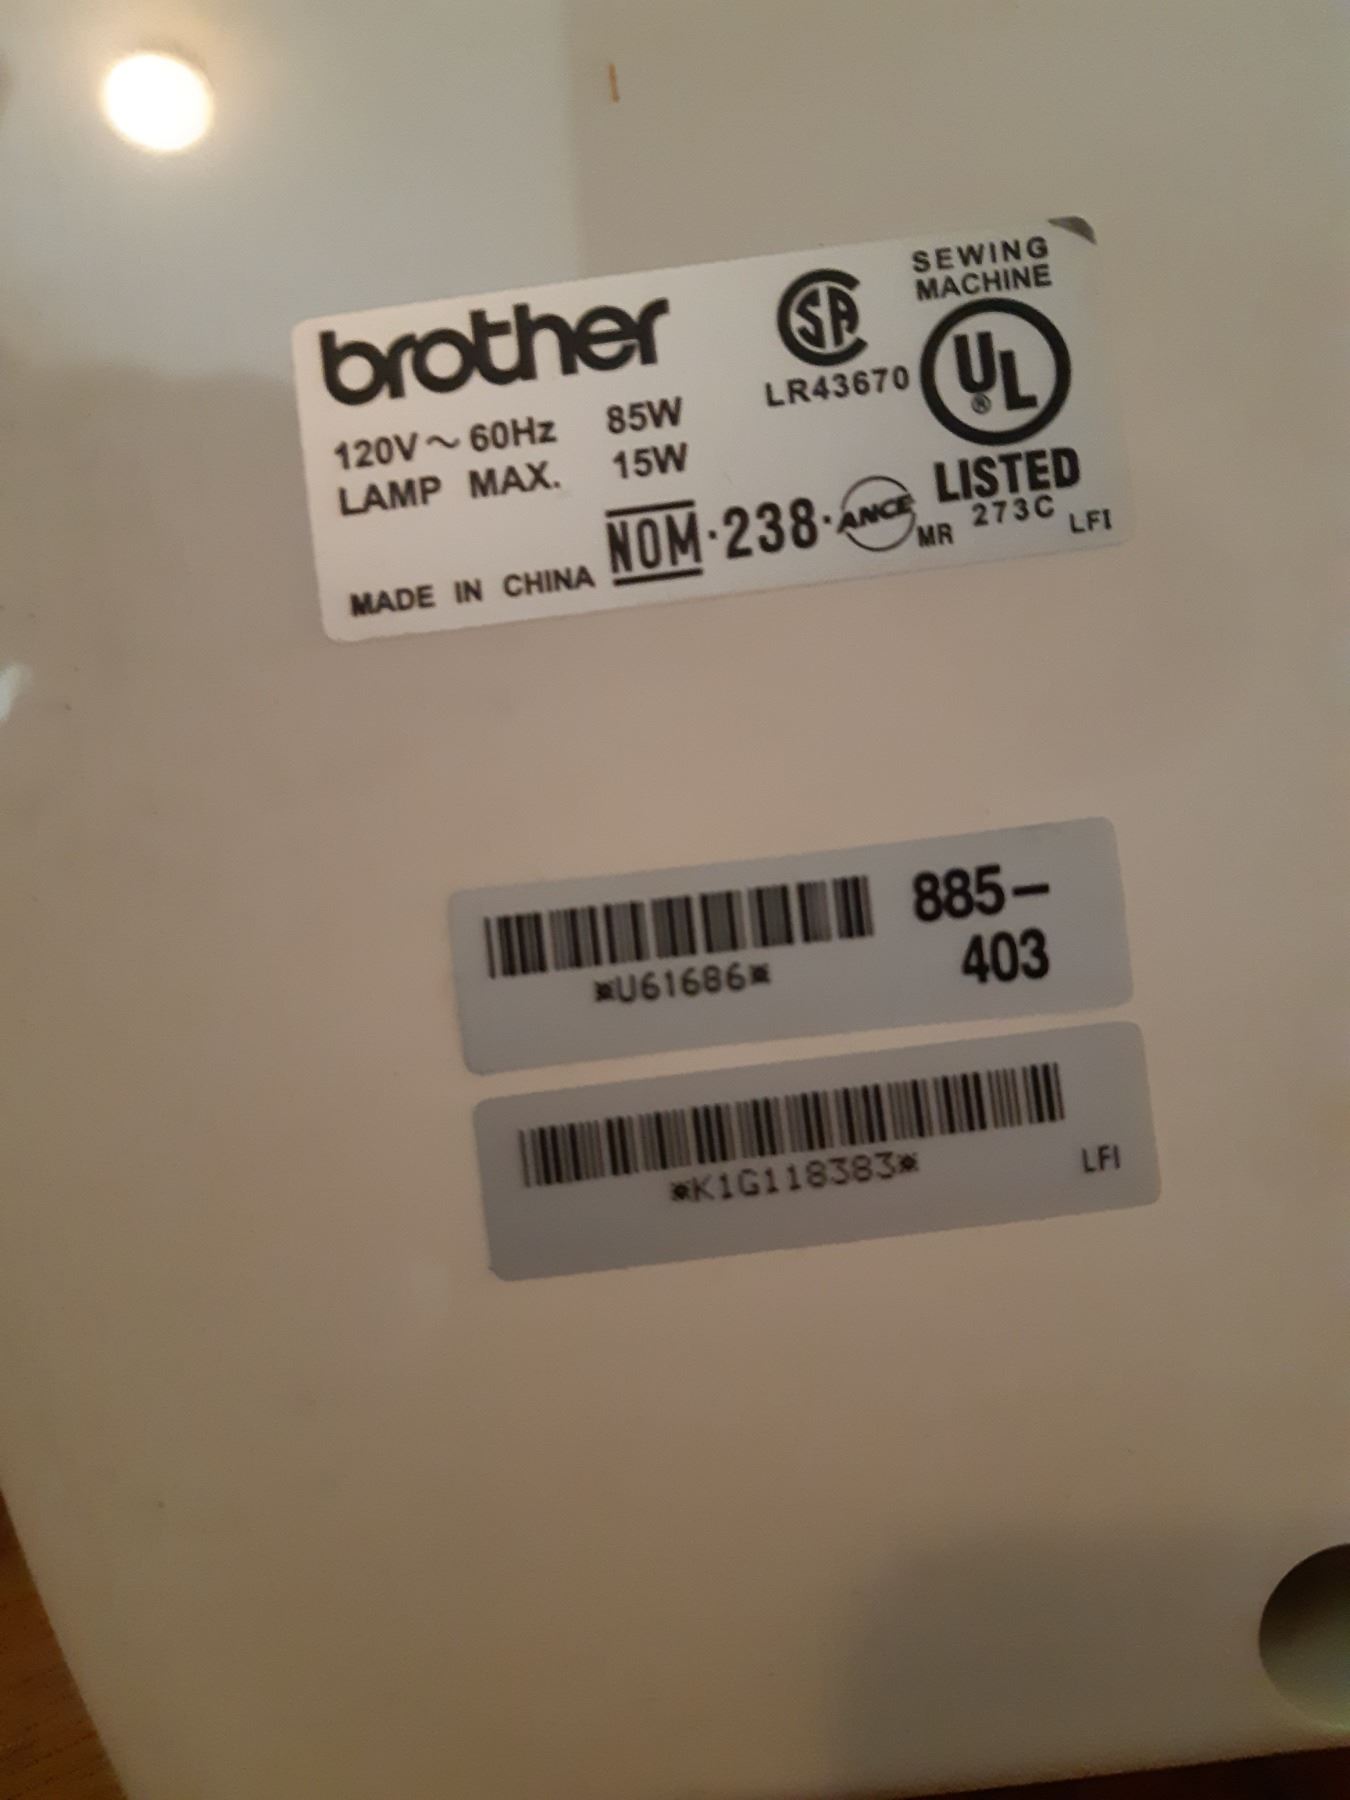 brother
120V～60Hz 85W
LAMP MAX. 15W
MADE IN CHINA
NOM·238·ANCE
SA
LR43670
SEWING
MACHINE
UL®
LISTED
MR 273C LFI
*U61686*
885-
403
*K1G118383*
LFI